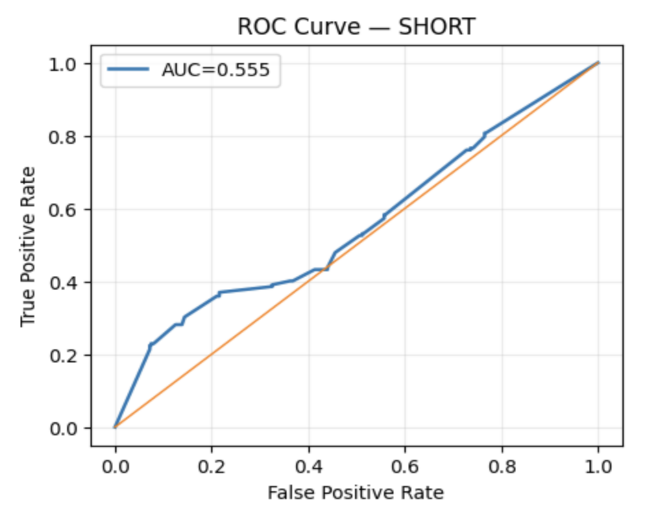 ROC Curve — SHORT
AUC=0.555
True Positive Rate
1.0
0.8
0.6
0.4
0.2
0.0
0.0 0.2 0.4 0.6 0.8 1.0
False Positive Rate